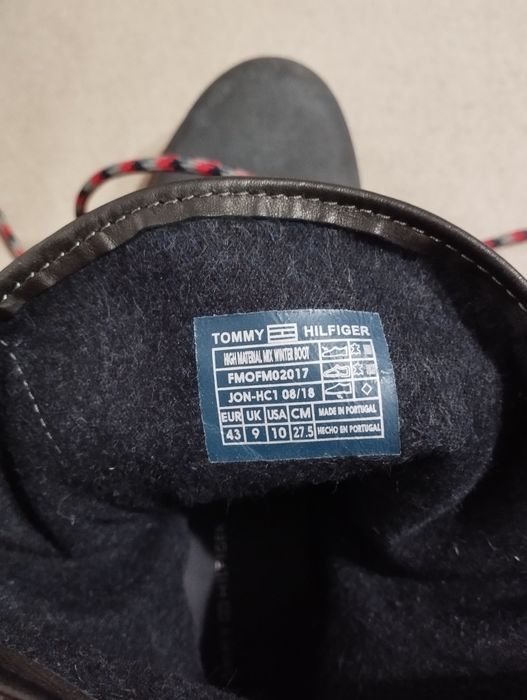 TOMMY HILFIGER
HIGH MATERIAL MIX WINTER BOOT
FMOFM02017
JON-HC1 08/18
EUR UK USA CM MADE IN PORTUGAL
43 9 10 27.5 HECHO EN PORTUGAL